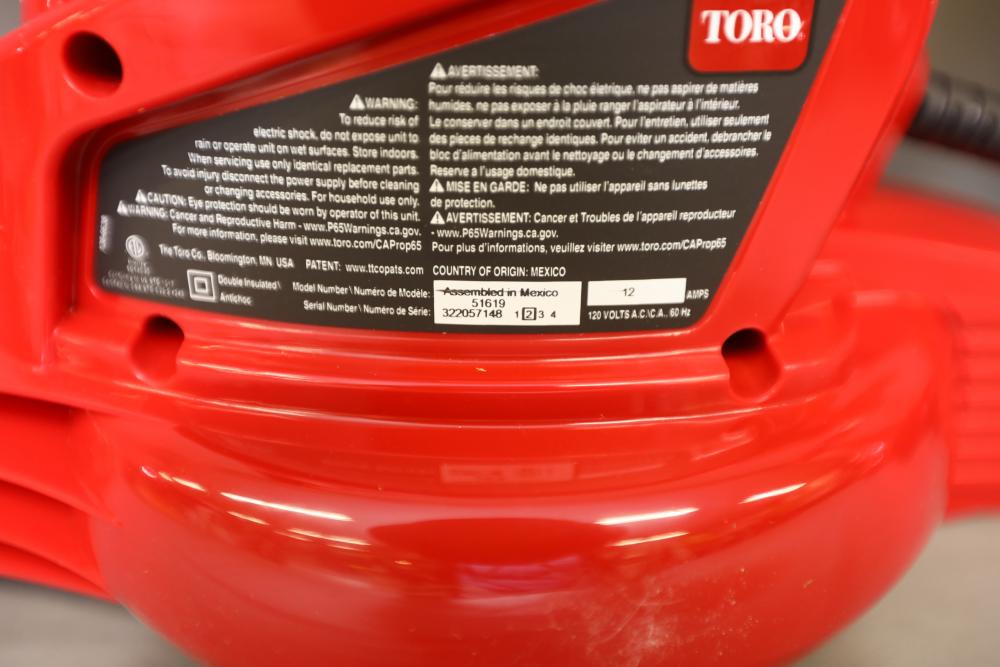 TORO
⚠WARNING:
To reduce risk of
electric shock, do not expose unit to
rain or operate unit on wet surfaces. Store indoors.
When servicing use only identical replacement parts.
To avoid injury disconnect the power supply before cleaning
or changing accessories. For household use only.
⚠CAUTION: Eye protection should be worn by operator of this unit.
⚠WARNING: Cancer and Reproductive Harm - www.P65Warnings.ca.gov.
For more information, please visit www.toro.com/CAProp65
⚠AVERTISSEMENT:
Pour réduire les risques de choc életrique, ne pas aspirer de matières
humides, ne pas exposer à la pluie ranger l'aspirateur à l'intérieur.
Le conserver dans un endroit couvert. Pour l'entretien, utiliser seulement
des pieces de rechange identiques. Pour eviter un accident, debrancher le
bloc d'alimentation avant le nettoyage ou le changement d'accessoires.
Reserve a l'usage domestique.
⚠ MISE EN GARDE: Ne pas utiliser l'appareil sans lunettes
de protection.
⚠AVERTISSEMENT: Cancer et Troubles de l'appareil reproducteur
- www.P65Warnings.ca.gov.
Pour plus d'informations, veuillez visiter www.toro.com/CAProp65
The Toro Co. Bloomington, MN USA PATENT: www.ttcopats.com COUNTRY OF ORIGIN: MEXICO
Double Insulated\
Antichoc
Model Number \ Numéro de Modèle:
Serial Number \ Numéro de Série:
Assembled in Mexico
51619
322057148 1 2 3 4
12 AMPS
120 VOLTS A.C.\C.A., 60 Hz